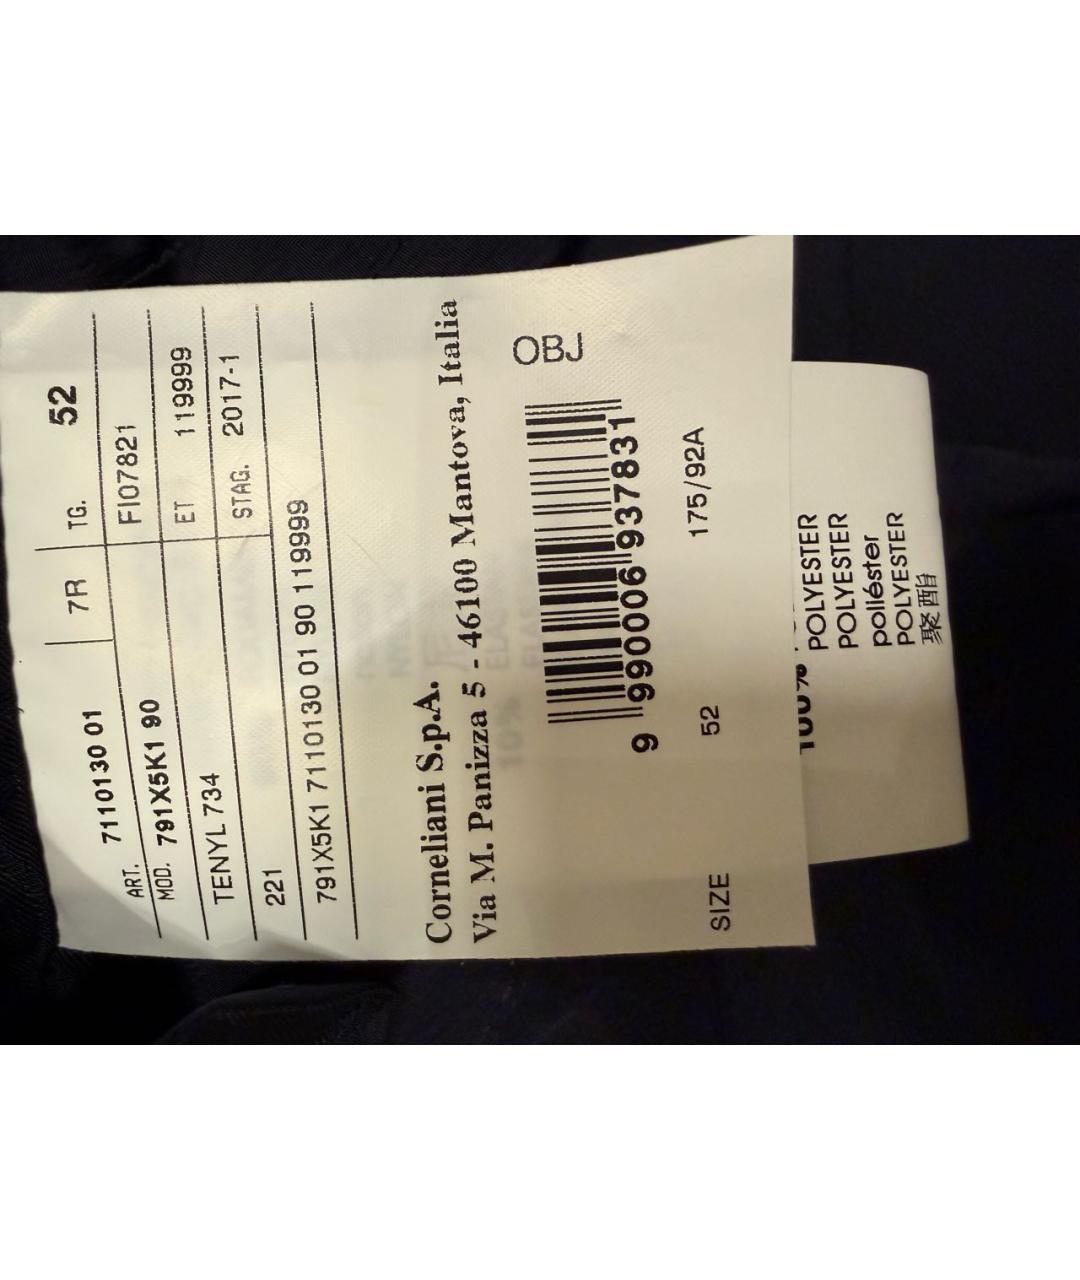 ART. 7110130 01 7R TG. 52
MOD. 791X5K1 90 FI07821
TENYL 734 ET 119999
221 STAG. 2017-1
791X5K1 7110130 01 90 119999
Corneliani S.p.A.
Via M. Panizza 5 - 46100 Mantova, Italia
OBJ
9 990006 937831
SIZE 52 175/92A
100%
POLYESTER
POLYESTER
poliéster
POLYESTER
聚酯